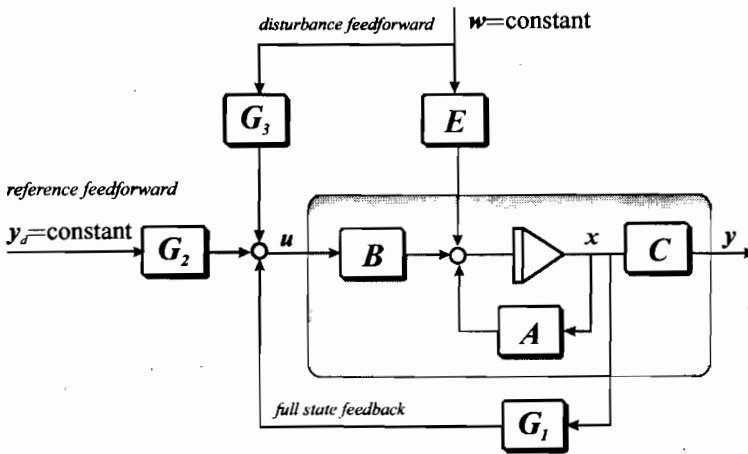 disturbance feedforward
w=constant
G3
E
reference feedforward
yd=constant
G2
u
B
x
C
y
A
full state feedback
G1